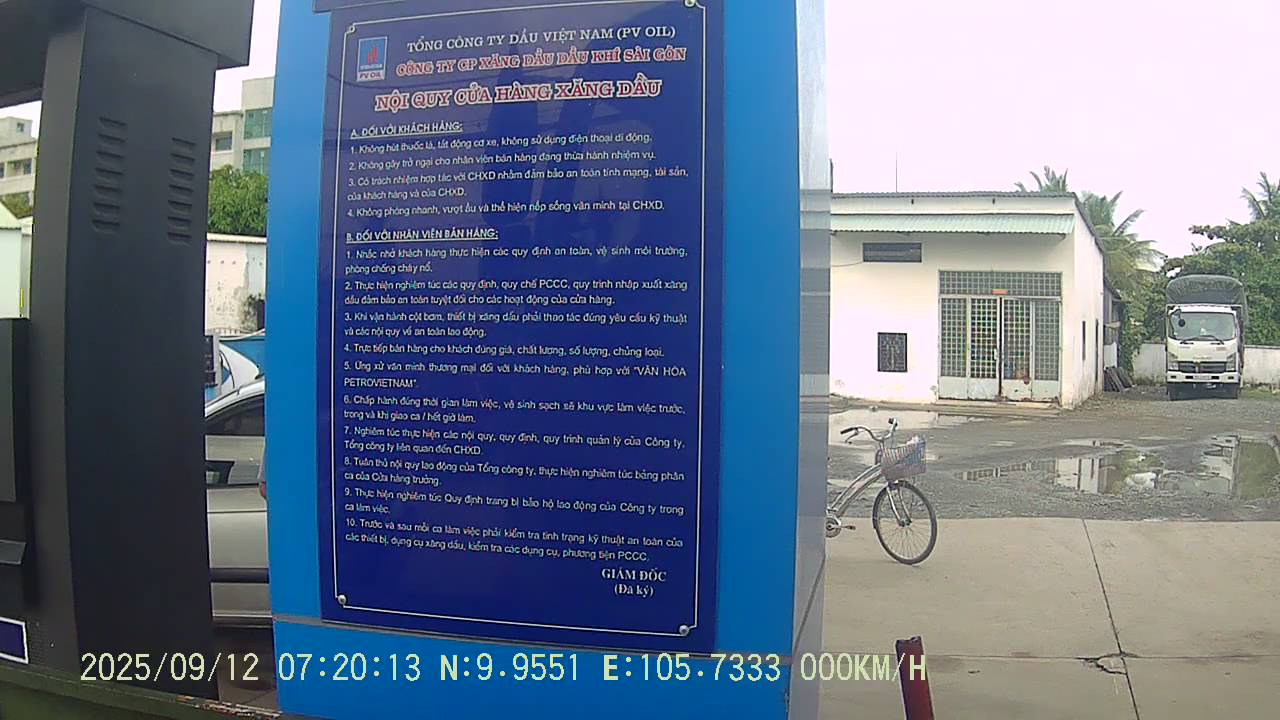 TỔNG CÔNG TY DẦU VIỆT NAM (PV OIL)
CÔNG TY CP XĂNG DẦU DẦU KHÍ SÀI GÒN
PV OIL
NỘI QUY CỬA HÀNG XĂNG DẦU
A. ĐỐI VỚI KHÁCH HÀNG:
1. Không hút thuốc lá, tắt động cơ xe, không sử dụng điện thoại di động.
2. Không gây trở ngại cho nhân viên bán hàng đang thừa hành nhiệm vụ.
3. Có trách nhiệm hợp tác với CHXD nhằm đảm bảo an toàn tính mạng, tài sản,
của khách hàng và của CHXD.
4. Không phóng nhanh, vượt ẩu và thể hiện nếp sống văn minh tại CHXD.
B. ĐỐI VỚI NHÂN VIÊN BÁN HÀNG:
1. Nhắc nhở khách hàng thực hiện các quy định an toàn, vệ sinh môi trường,
phòng chống cháy nổ.
2. Thực hiện nghiêm túc các quy định, quy chế PCCC, quy trình nhập xuất xăng
dầu đảm bảo an toàn tuyệt đối cho các hoạt động của cửa hàng.
3. Khi vận hành cột bơm, thiết bị xăng dầu phải thao tác đúng yêu cầu kỹ thuật
và các nội quy về an toàn lao động.
4. Trực tiếp bán hàng cho khách đúng giá, chất lượng, số lượng, chủng loại.
5. Ứng xử văn minh thương mại đối với khách hàng, phù hợp với "VĂN HÓA
PETROVIETNAM".
6. Chấp hành đúng thời gian làm việc, vệ sinh sạch sẽ khu vực làm việc trước,
trong và khi giao ca / hết giờ làm.
7. Nghiêm túc thực hiện các nội quy, quy định, quy trình quản lý của Công ty,
Tổng công ty liên quan đến CHXD.
8. Tuân thủ nội quy lao động của Tổng công ty, thực hiện nghiêm túc bảng phân
ca của Cửa hàng trưởng.
9. Thực hiện nghiêm túc Quy định trang bị bảo hộ lao động của Công ty trong
ca làm việc.
10. Trước và sau mỗi ca làm việc phải kiểm tra tình trạng kỹ thuật an toàn của
các thiết bị, dụng cụ xăng dầu, kiểm tra các dụng cụ, phương tiện PCCC.
GIÁM ĐỐC
(Đã ký)
2025/09/12 07:20:13 N:9.9551 E:105.7333 000KM/H